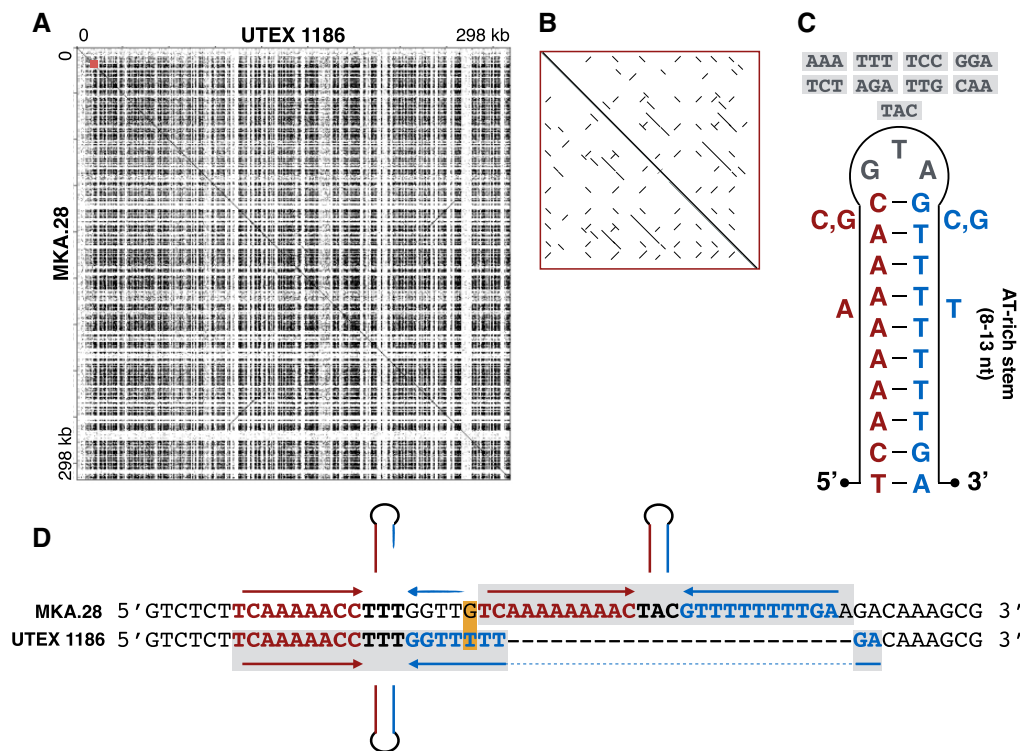 A
0
UTEX 1186
298 kb
0
MKA.28
298 kb
B
C
AAA TTT TCC GGA
TCT AGA TTG CAA
TAC
T
G A
C – G
C,G C,G
A – T
A – T
A – T
A T
A – T
A – T
A – T
A – T
C – G
5’ T – A 3’
AT-rich stem
(8-13 nt)
D
MKA.28 5’GTCTCTTCAAAAACCTTTGGTTGTCAAAAAAAACTACGTTTTTTTTGAAGACAAAGCG 3’
UTEX 1186 5’GTCTCTTCAAAAACCTTTGGTTTTT----------------GACAAAGCG 3’